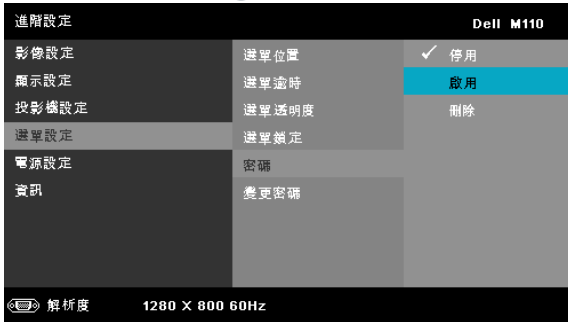 進階設定 Dell M110
影像設定 選單位置 ✓ 停用
顯示設定 選單逾時 啟用
投影機設定 選單透明度 刪除
選單設定 選單鎖定
電源設定 密碼
資訊 變更密碼
解析度 1280 X 800 60Hz